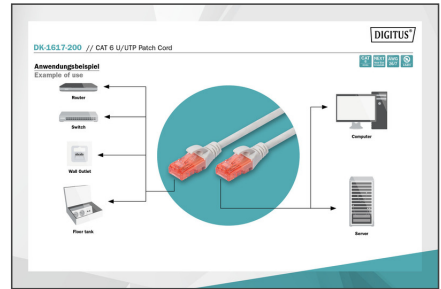 DIGITUS®
DK-1617-200 // CAT 6 U/UTP Patch Cord
Anwendungsbeispiel
Example of use
Router
Switch
Wall Outlet
Floor tank
Computer
Server